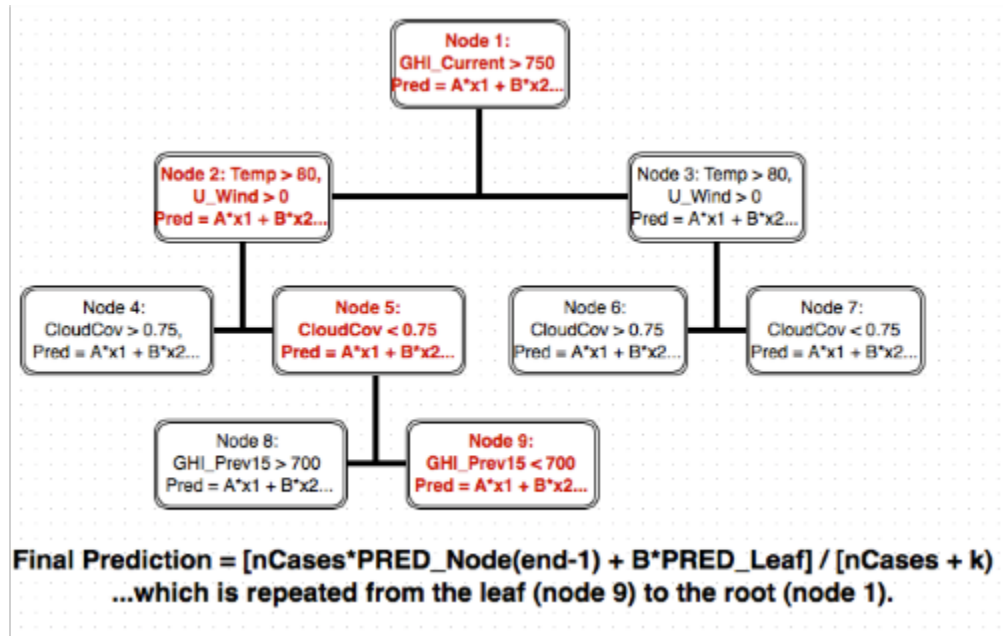 Node 1:
GHI_Current > 750
Pred = A*x1 + B*x2...
Node 2: Temp > 80,
U_Wind > 0
Pred = A*x1 + B*x2...
Node 3: Temp > 80,
U_Wind > 0
Pred = A*x1 + B*x2...
Node 4:
CloudCov > 0.75,
Pred = A*x1 + B*x2...
Node 5:
CloudCov < 0.75
Pred = A*x1 + B*x2...
Node 6:
CloudCov > 0.75
Pred = A*x1 + B*x2...
Node 7:
CloudCov < 0.75
Pred = A*x1 + B*x2...
Node 8:
GHI_Prev15 > 700
Pred = A*x1 + B*x2...
Node 9:
GHI_Prev15 < 700
Pred = A*x1 + B*x2...
Final Prediction = [nCases*PRED_Node(end-1) + B*PRED_Leaf] / [nCases + k)
...which is repeated from the leaf (node 9) to the root (node 1).